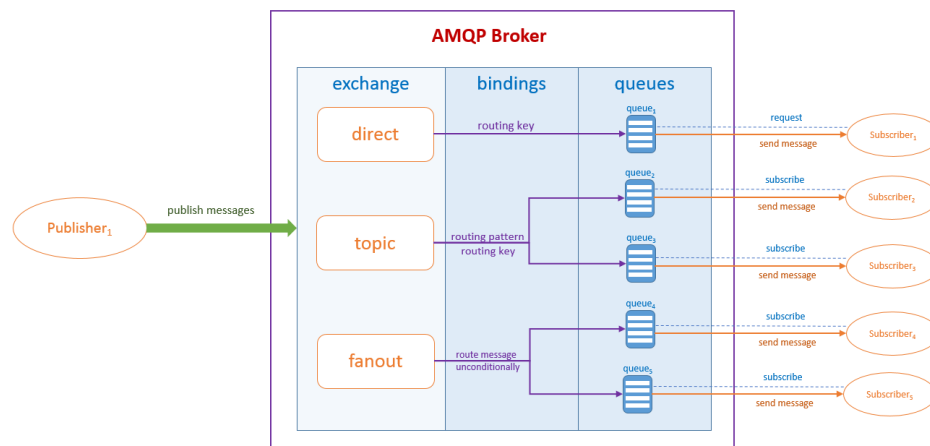 AMQP Broker
exchange
bindings
queues
direct
routing key
queue₁
request
send message
Subscriber₁
queue₂
subscribe
send message
Subscriber₂
publish messages
Publisher₁
topic
routing pattern
routing key
queue₃
subscribe
send message
Subscriber₃
queue₄
subscribe
send message
Subscriber₄
fanout
route message
unconditionally
queue₅
subscribe
send message
Subscriber₅